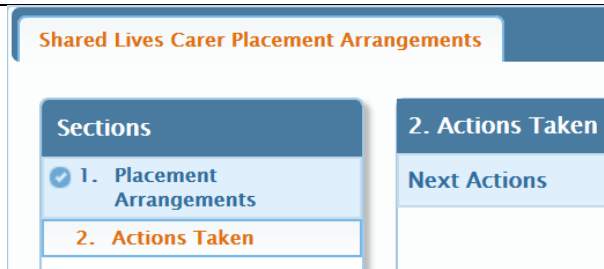 Shared Lives Carer Placement Arrangements
Sections
1. Placement
Arrangements
2. Actions Taken
2. Actions Taken
Next Actions